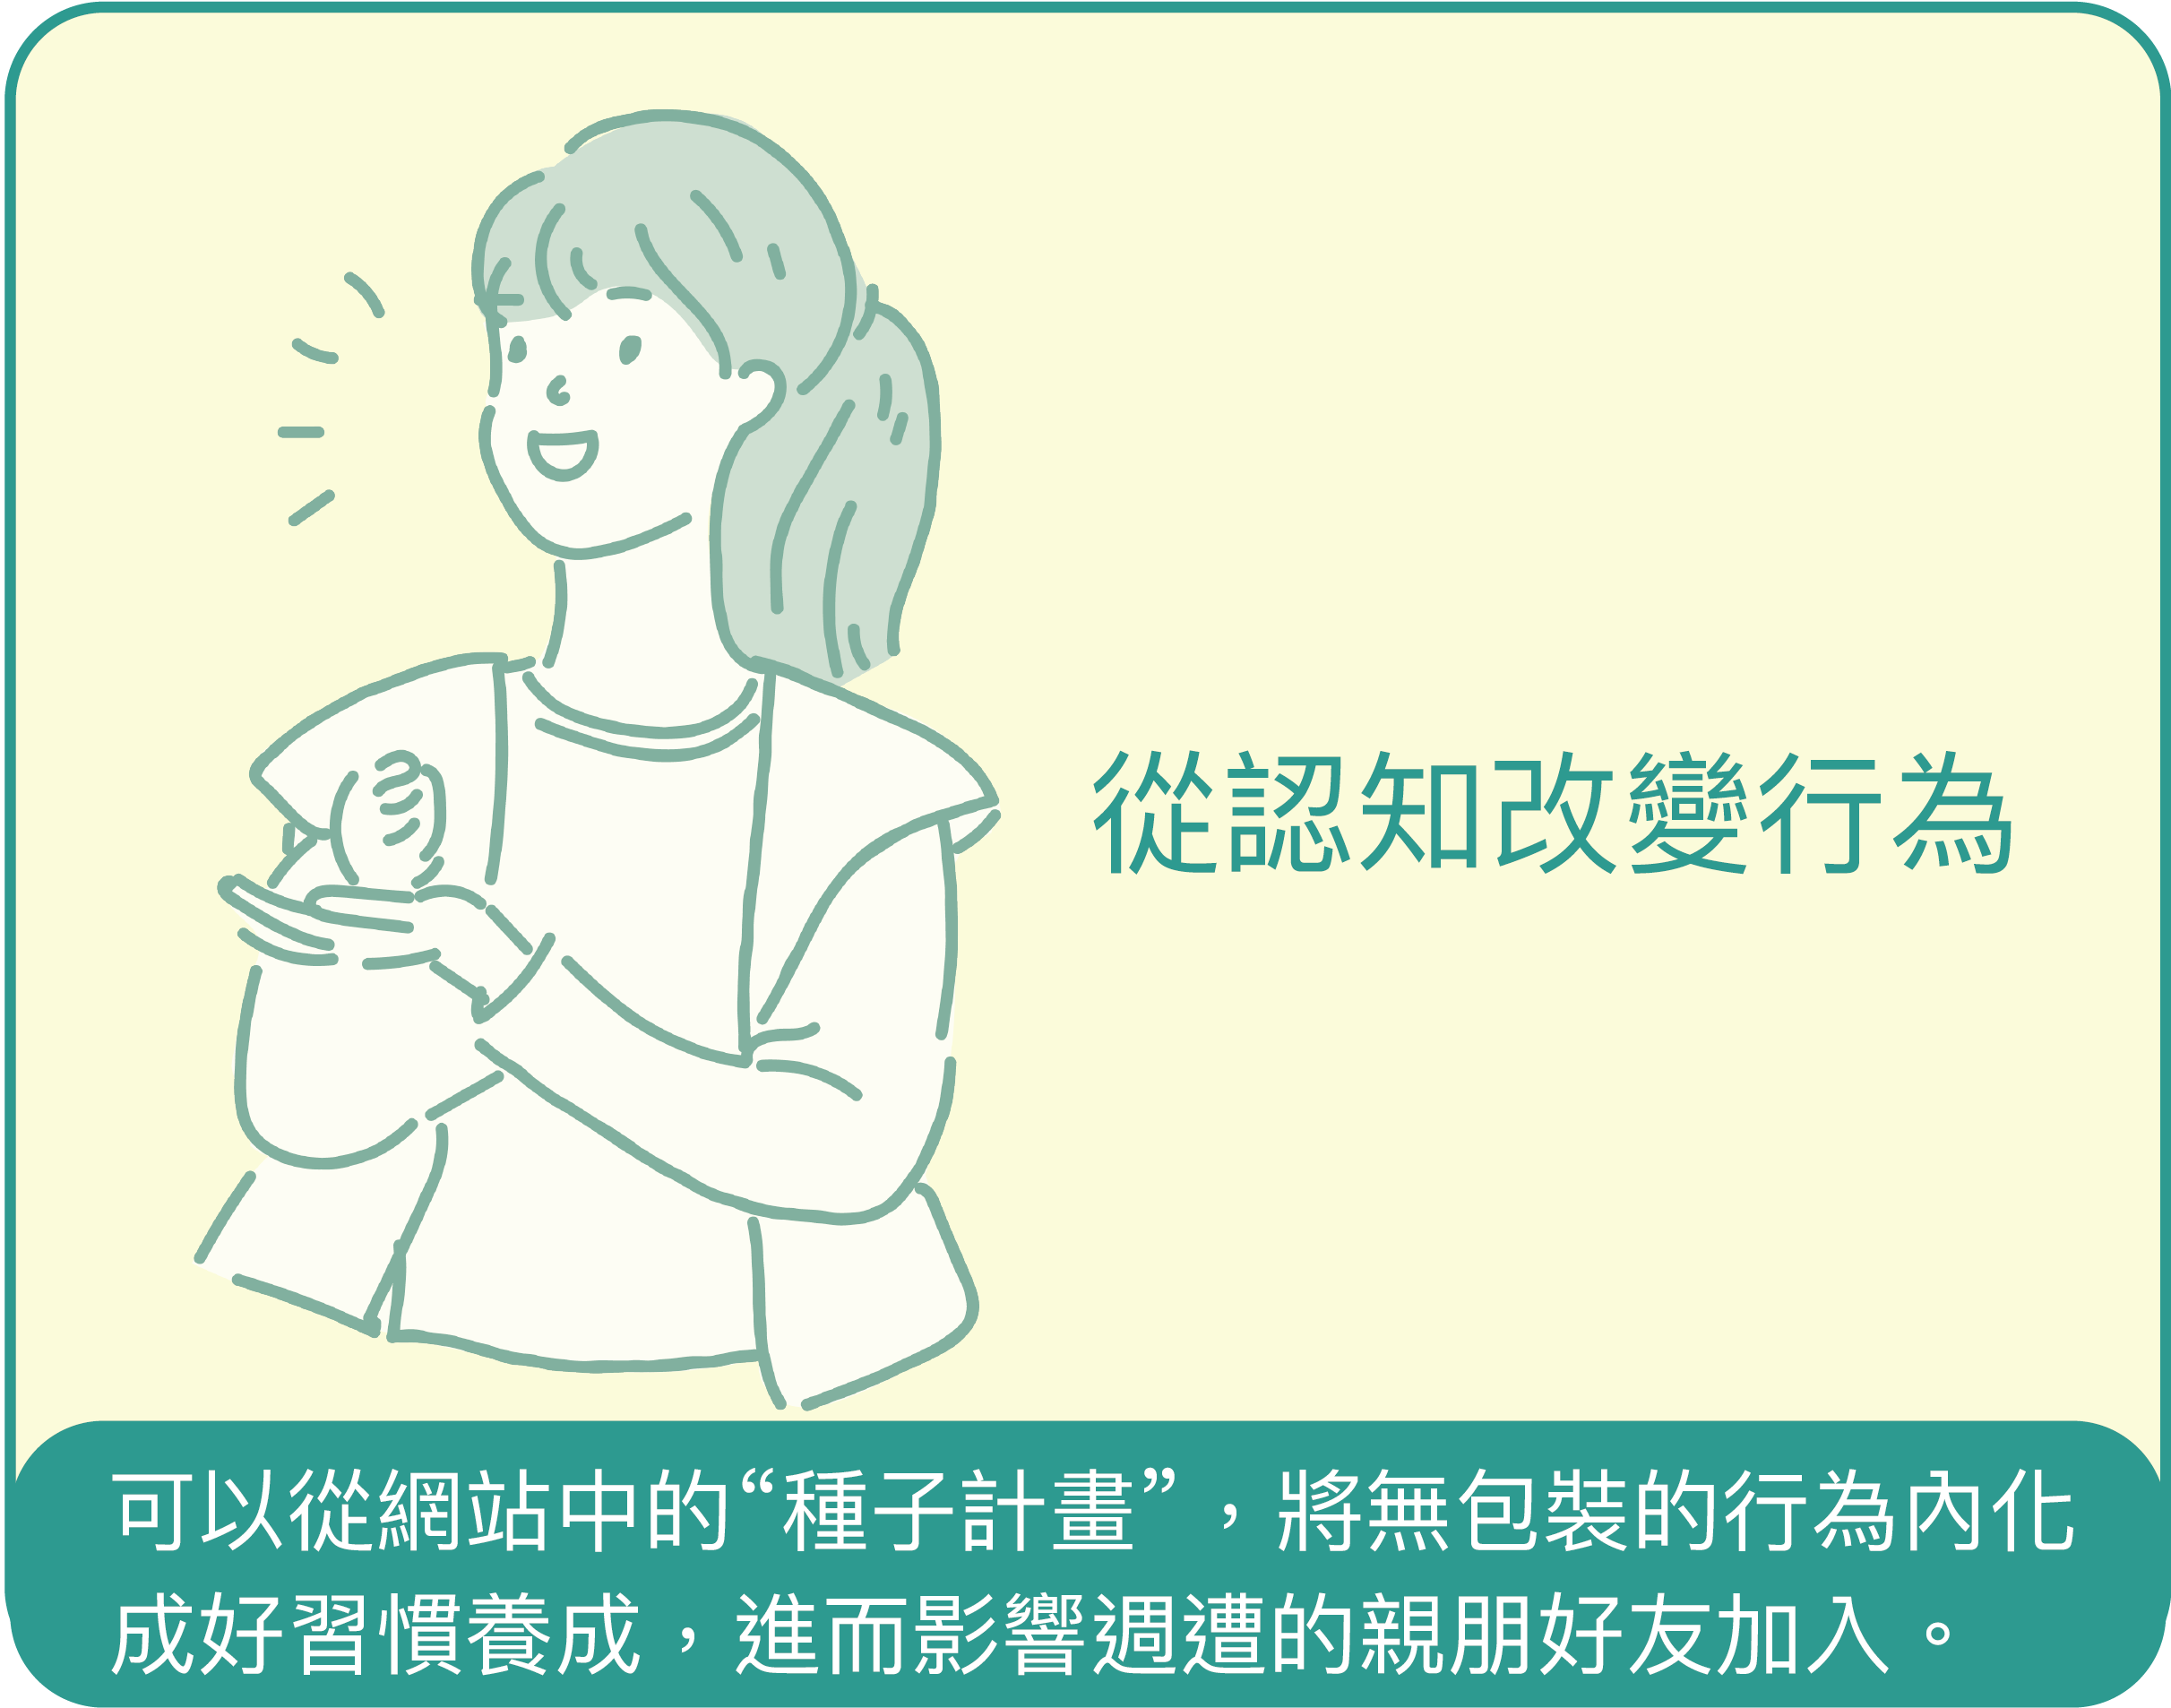 從認知改變行為
可以從網站中的“種子計畫”，將無包裝的行為內化
成好習慣養成，進而影響週遭的親朋好友加入。